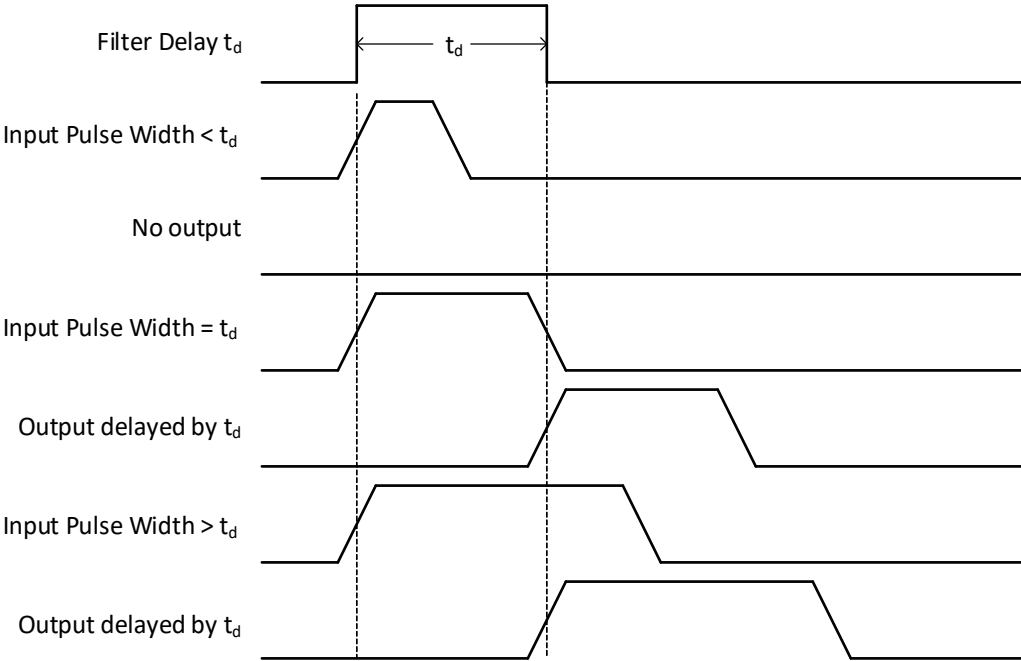 Filter Delay td
td
Input Pulse Width < td
No output
Input Pulse Width = td
Output delayed by td
Input Pulse Width > td
Output delayed by td